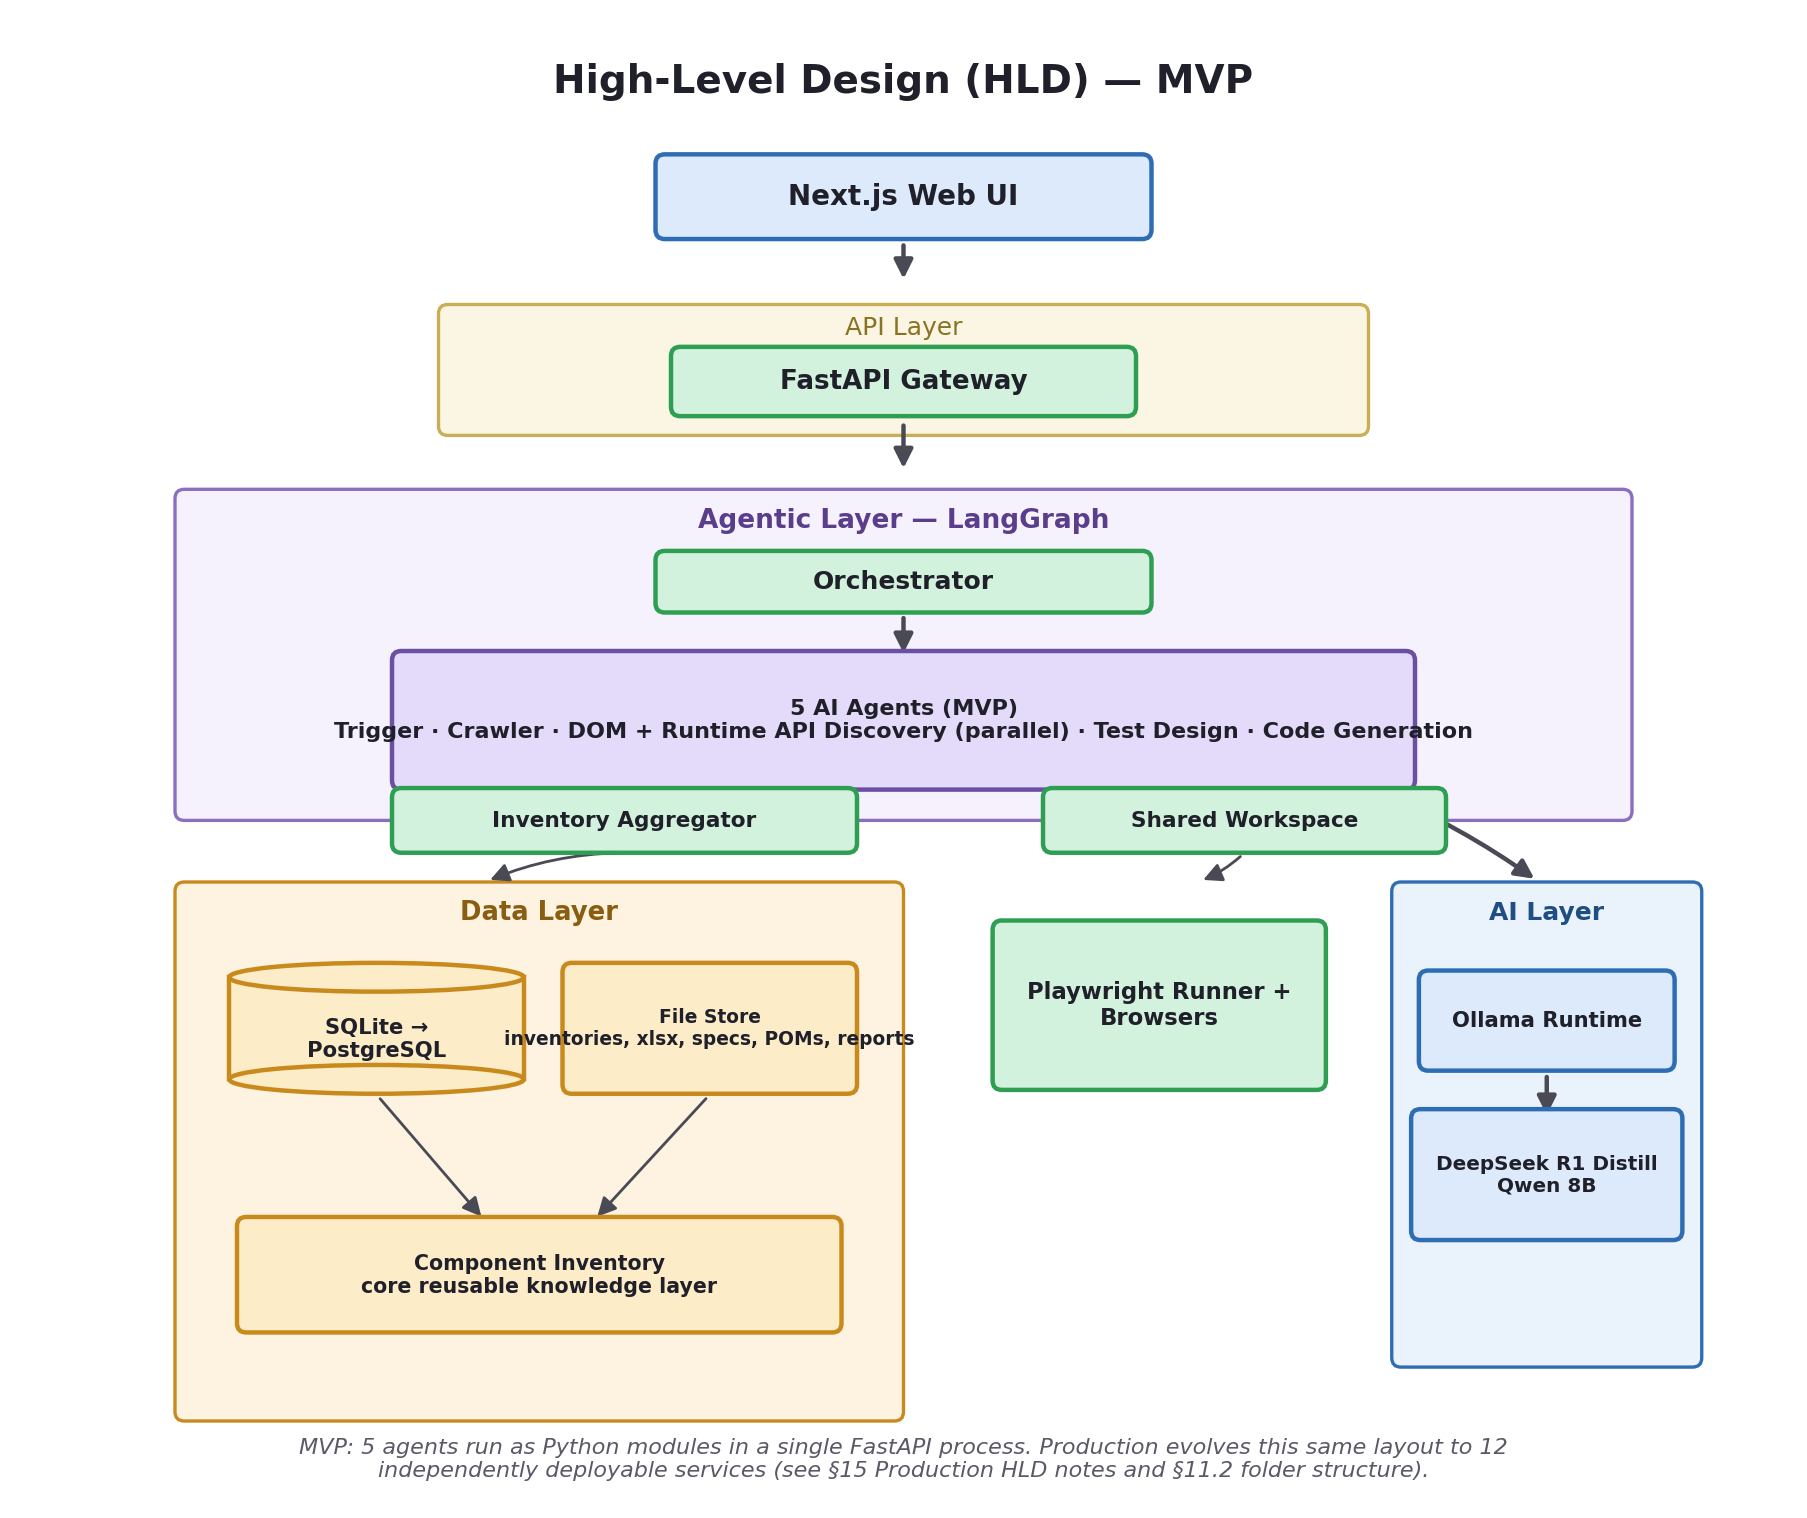 High-Level Design (HLD) — MVP
Next.js Web UI
API Layer
FastAPI Gateway
Agentic Layer — LangGraph
Orchestrator
5 AI Agents (MVP)
Trigger · Crawler · DOM + Runtime API Discovery (parallel) · Test Design · Code Generation
Inventory Aggregator
Shared Workspace
Data Layer
SQLite →
PostgreSQL
File Store
inventories, xlsx, specs, POMs, reports
Component Inventory
core reusable knowledge layer
Playwright Runner +
Browsers
AI Layer
Ollama Runtime
DeepSeek R1 Distill
Qwen 8B
MVP: 5 agents run as Python modules in a single FastAPI process. Production evolves this same layout to 12
independently deployable services (see §15 Production HLD notes and §11.2 folder structure).